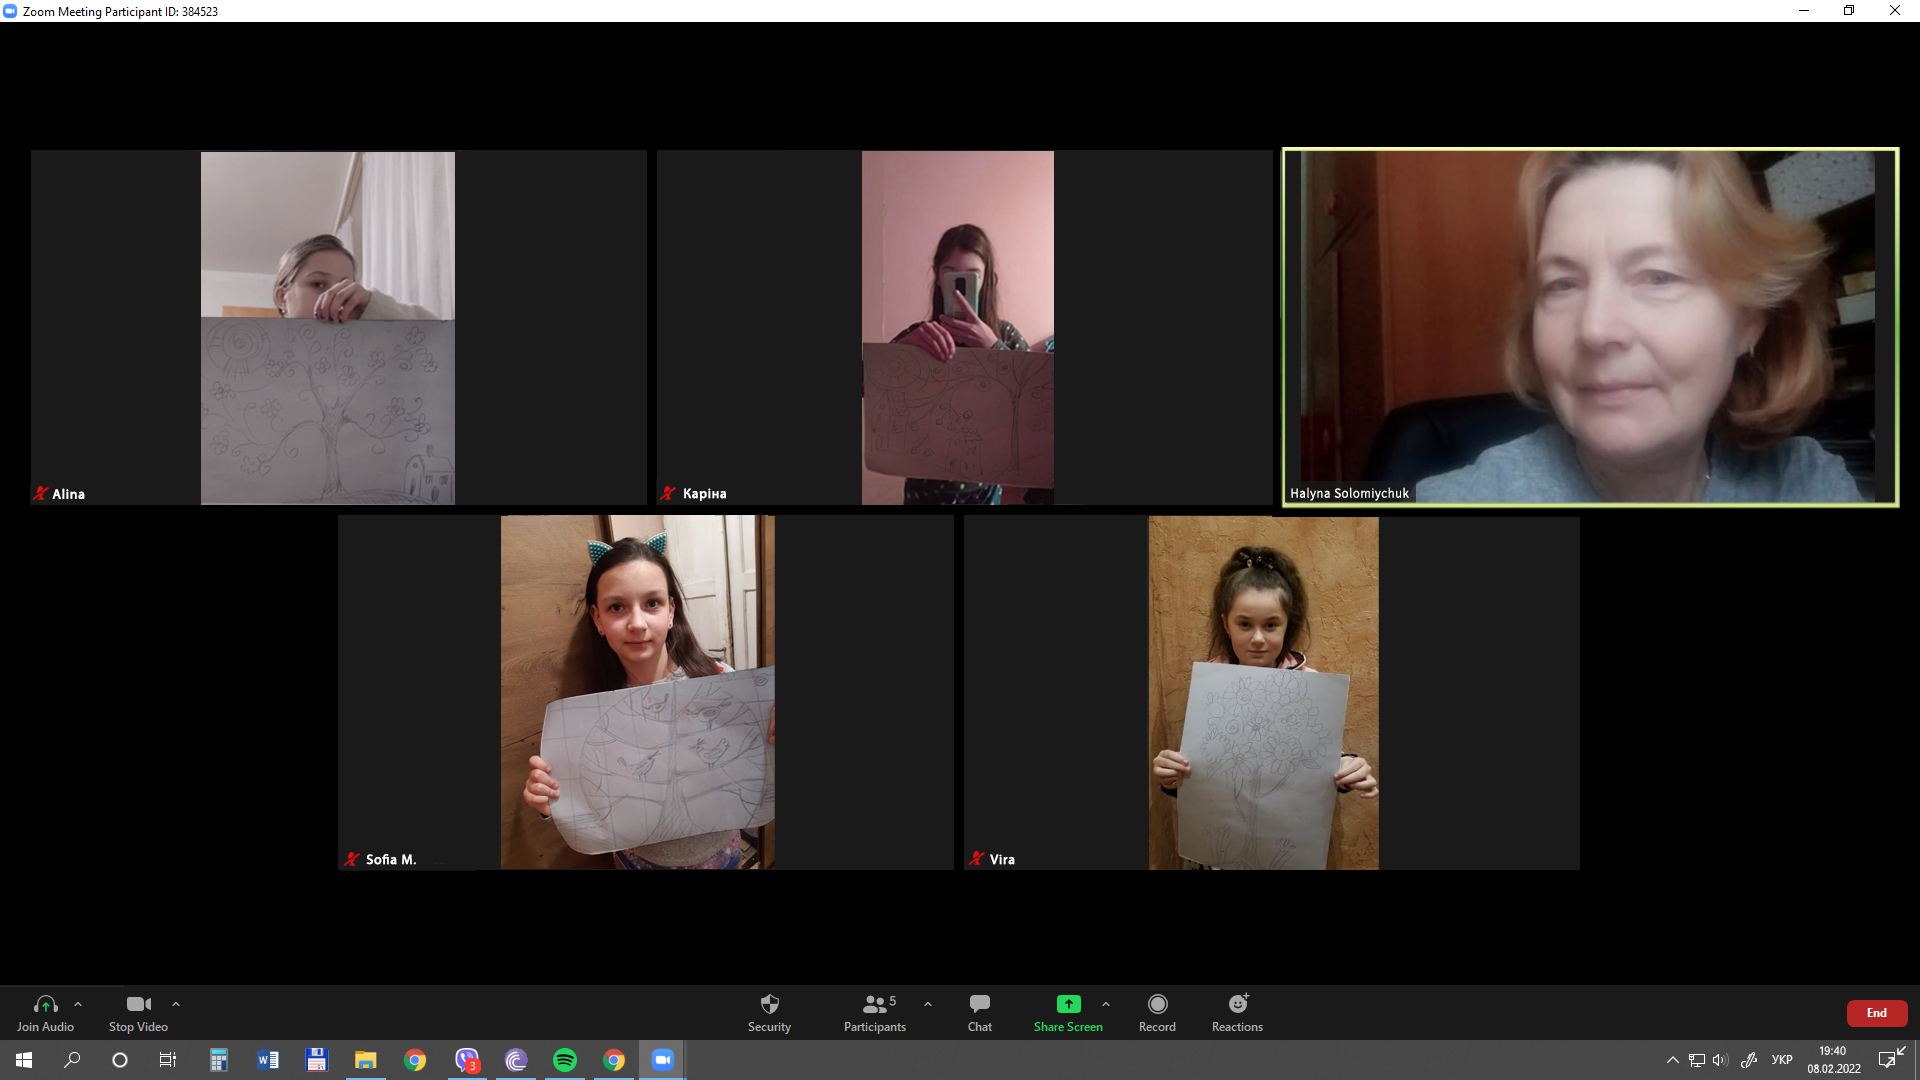 Zoom Meeting Participant ID: 384523
Alina
Каріна
Halyna Solomiychuk
Sofia M.
Vira
Join Audio
Stop Video
Security
5
Participants
Chat
Share Screen
Record
Reactions
End
3
УКР
19:40
08.02.2022